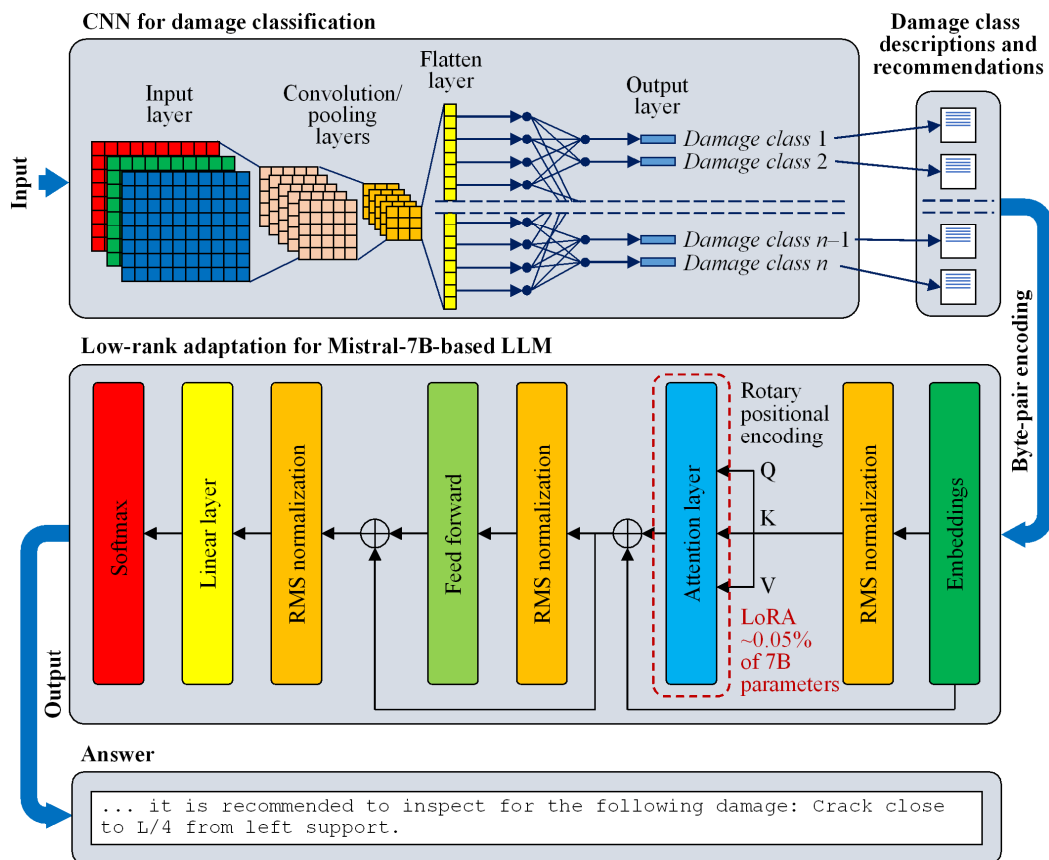 CNN for damage classification
Damage class
descriptions and
recommendations
Input
Input
layer
Convolution/
pooling
layers
Flatten
layer
Output
layer
Damage class 1
Damage class 2
Damage class n–1
Damage class n
Byte-pair encoding
Low-rank adaptation for Mistral-7B-based LLM
Softmax
Linear layer
RMS normalization
Feed forward
RMS normalization
Attention layer
Rotary
positional
encoding
Q
K
V
LoRA
~0.05%
of 7B
parameters
RMS normalization
Embeddings
Output
Answer
... it is recommended to inspect for the following damage: Crack close
to L/4 from left support.